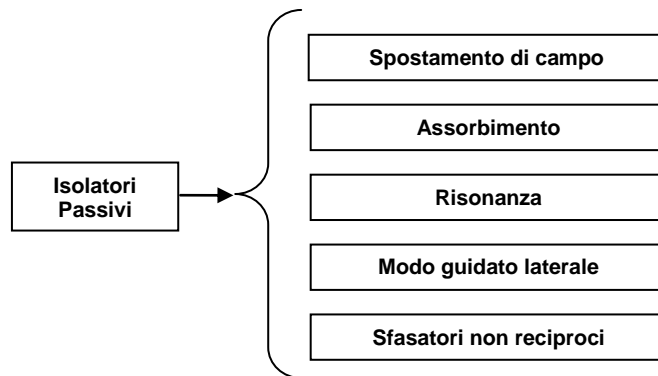 Isolatori
Passivi
Spostamento di campo
Assorbimento
Risonanza
Modo guidato laterale
Sfasatori non reciproci